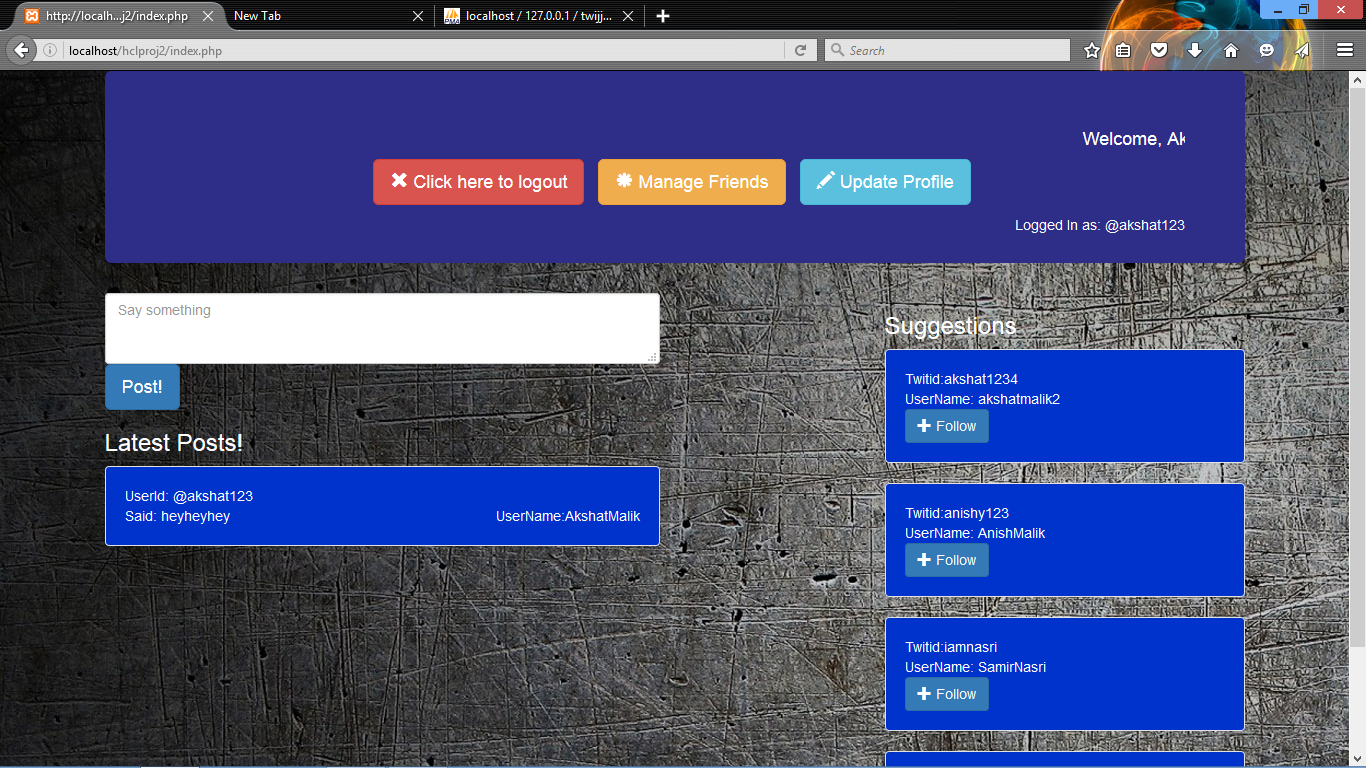 http://localh...j2/index.php
New Tab
localhost / 127.0.0.1 / twijj...
localhost/hclproj2/index.php
Search
Welcome, Ak
Click here to logout
Manage Friends
Update Profile
Logged In as: @akshat123
Say something
Post!
Latest Posts!
UserId: @akshat123
Said: heyheyhey
UserName:AkshatMalik
Suggestions
Twitid:akshat1234
UserName: akshatmalik2
Follow
Twitid:anishy123
UserName: AnishMalik
Follow
Twitid:iamnasri
UserName: SamirNasri
Follow